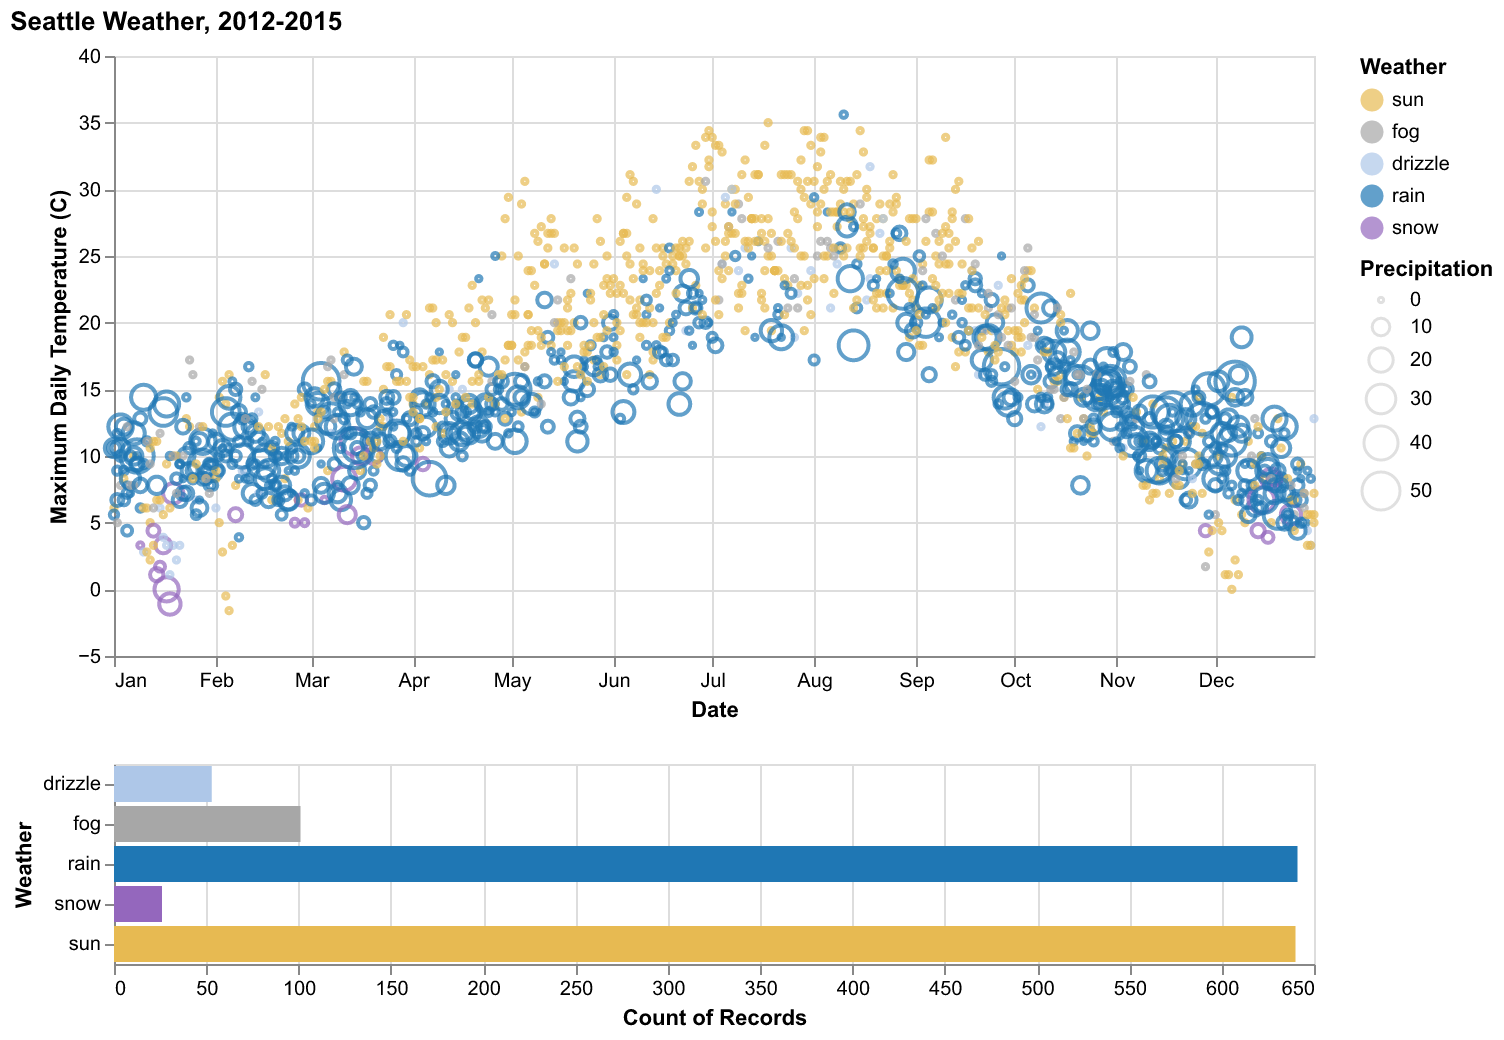 Seattle Weather, 2012-2015
40
35
30
25
20
15
10
5
0
−5
Maximum Daily Temperature (C)
Jan Feb Mar Apr May Jun Jul Aug Sep Oct Nov Dec
Date
Weather
sun
fog
drizzle
rain
snow
Precipitation
0
10
20
30
40
50
drizzle
fog
rain
snow
sun
Weather
0 50 100 150 200 250 300 350 400 450 500 550 600 650
Count of Records